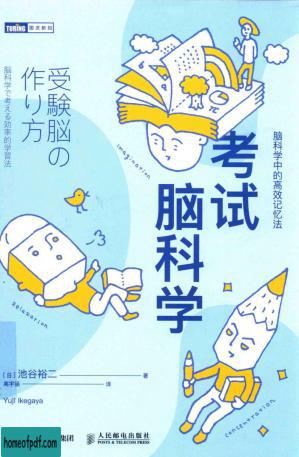 TURING 图灵新知
受験脳の
作り方
脳科学で考える効率的学習法
脑科学中的高效记忆法
考试
脑科学
imagination
relaxation
concentration
[日] 池谷裕二 著
高宇涵 译
Yuji Ikegaya
集团
人民邮电出版社
POSTS & TELECOM PRESS
homeofpdf.com